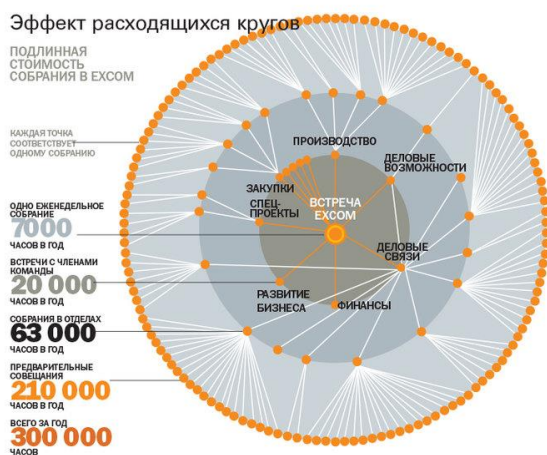 Эффект расходящихся кругов
ПОДЛИННАЯ
СТОИМОСТЬ
СОБРАНИЯ В EXCOM
КАЖДАЯ ТОЧКА
СООТВЕТСТВУЕТ
ОДНОМУ СОБРАНИЮ
ПРОИЗВОДСТВО
ДЕЛОВЫЕ
ВОЗМОЖНОСТИ
ЗАКУПКИ
СПЕЦ-
ПРОЕКТЫ
ВСТРЕЧА
EXCOM
ДЕЛОВЫЕ
СВЯЗИ
РАЗВИТИЕ
БИЗНЕСА
ФИНАНСЫ
ОДНО ЕЖЕНЕДЕЛЬНОЕ
СОБРАНИЕ
7000
ЧАСОВ В ГОД
ВСТРЕЧИ С ЧЛЕНАМИ
КОМАНДЫ
20 000
ЧАСОВ В ГОД
СОБРАНИЯ В ОТДЕЛАХ
63 000
ЧАСОВ В ГОД
ПРЕДВАРИТЕЛЬНЫЕ
СОВЕЩАНИЯ
210 000
ЧАСОВ В ГОД
ВСЕГО ЗА ГОД
300 000
ЧАСОВ